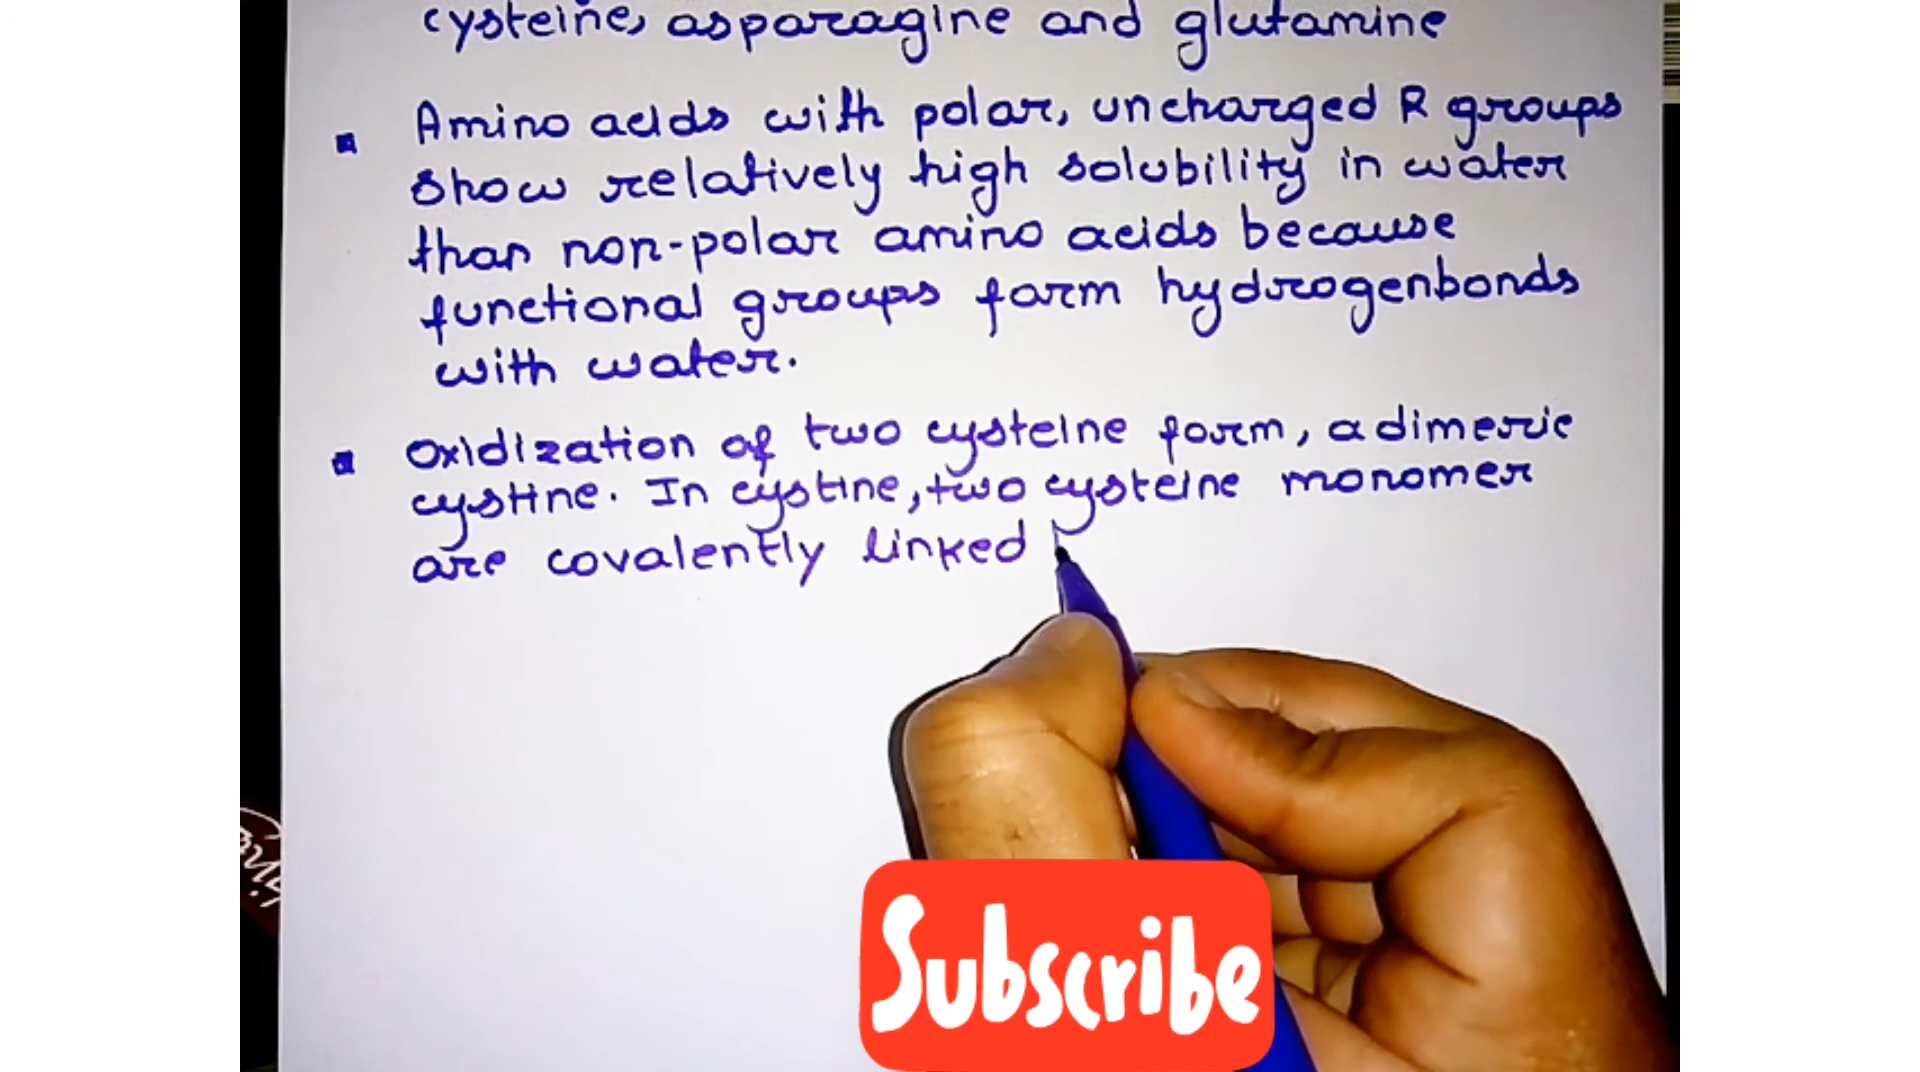 cysteine, asparagine and glutamine
Amino acids with polar, uncharged R groups
show relatively high solubility in water
than non-polar amino acids because
functional groups form hydrogenbonds
with water.
Oxidization of two cysteine form, a dimeric
cystine. In cystine, two cysteine monomer
are covalently linked
Subscribe